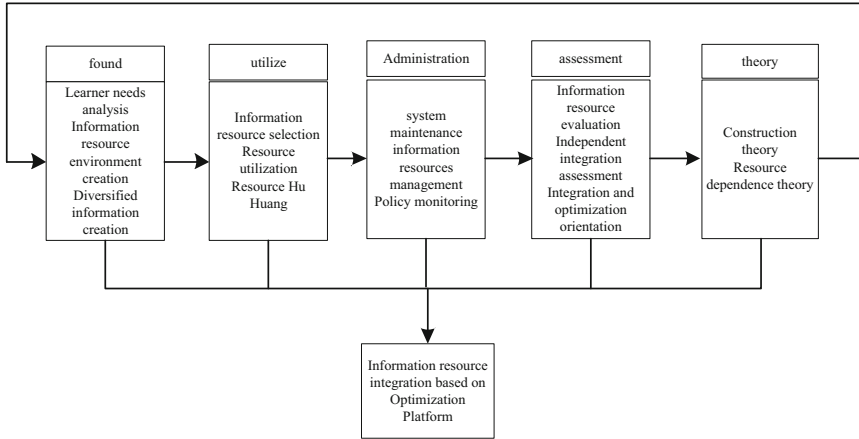 found
Learner needs
analysis
Information
resource
environment
creation
Diversified
information
creation
utilize
Information
resource selection
Resource
utilization
Resource Hu
Huang
Administration
system
maintenance
information
resources
management
Policy monitoring
assessment
Information
resource
evaluation
Independent
integration
assessment
Integration and
optimization
orientation
theory
Construction
theory
Resource
dependence theory
Information resource
integration based on
Optimization
Platform